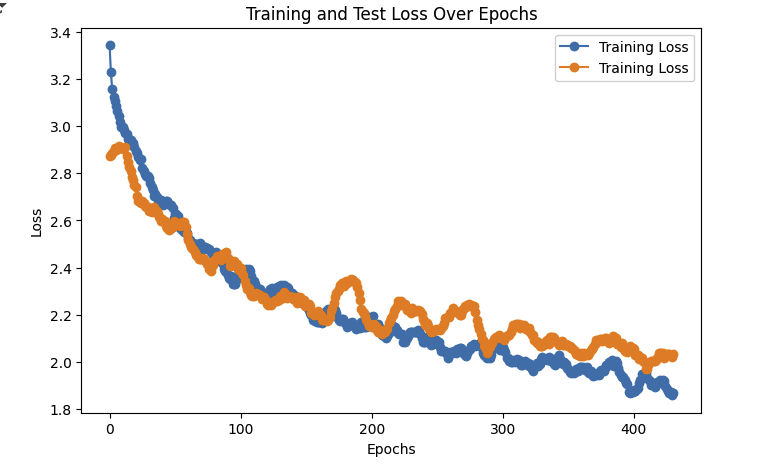 Training and Test Loss Over Epochs
Training Loss
Training Loss
3.4
3.2
3.0
2.8
2.6
2.4
2.2
2.0
1.8
Loss
0 100 200 300 400
Epochs